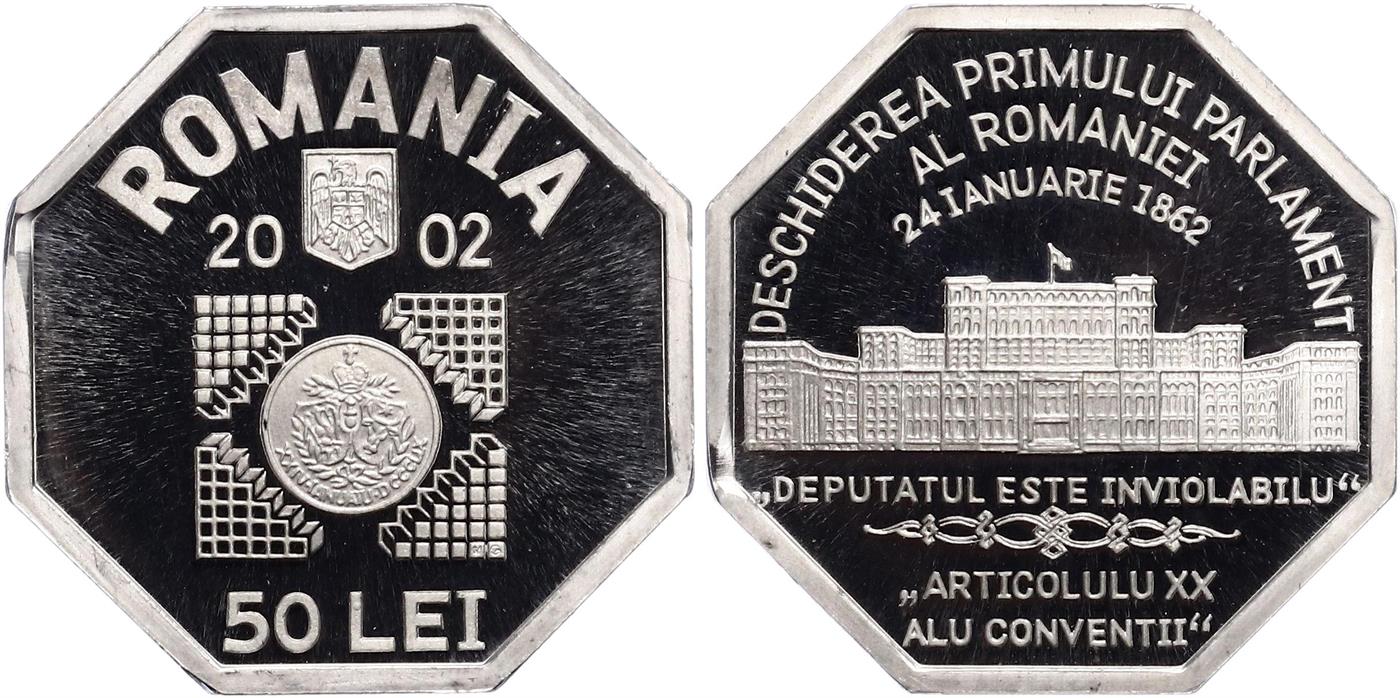 ROMANIA
20 02
50 LEI
N G
DESCHIDEREA PRIMULUI PARLAMENT
AL ROMANIEI
24 IANUARIE 1862
„DEPUTATUL ESTE INVIOLABILU“
„ARTICOLULU XX
ALU CONVENTII“